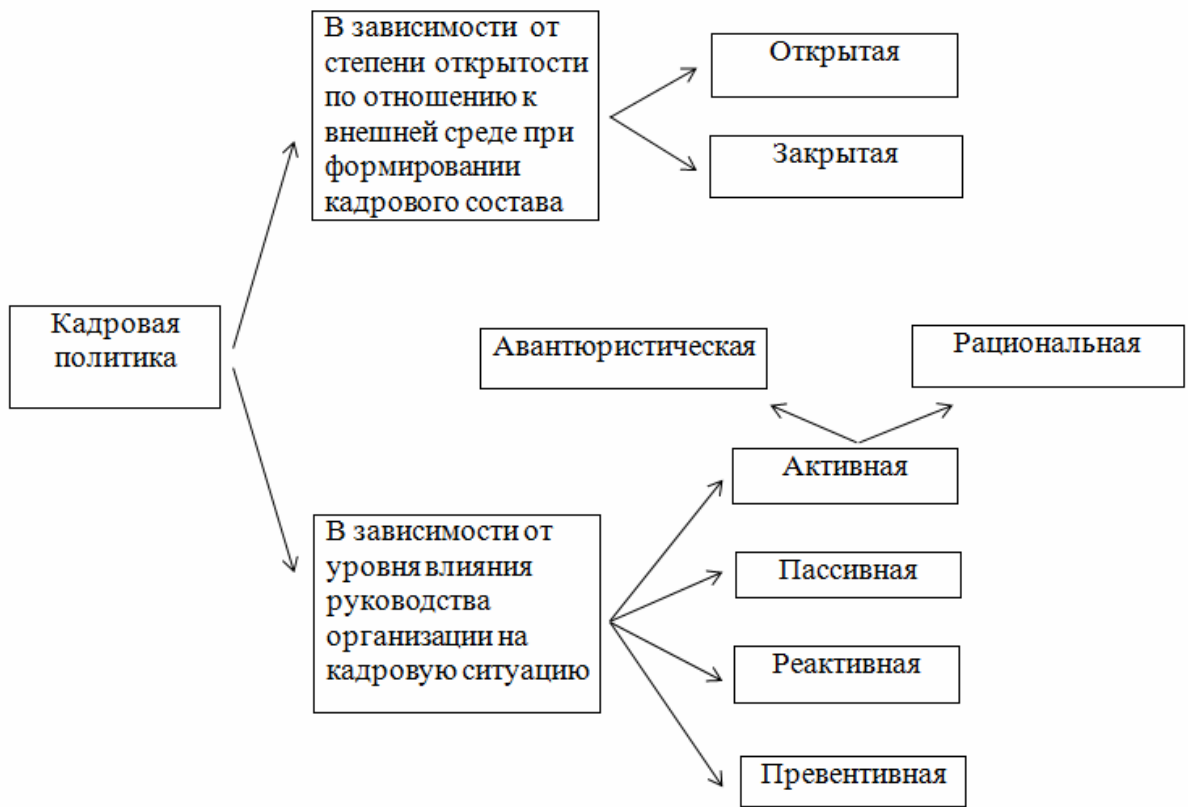 В зависимости от
степени открытости
по отношению к
внешней среде при
формировании
кадрового состава
Открытая
Закрытая
Кадровая
политика
Авантюристическая
Рациональная
Активная
В зависимости от
уровня влияния
руководства
организации на
кадровую ситуацию
Пассивная
Реактивная
Превентивная